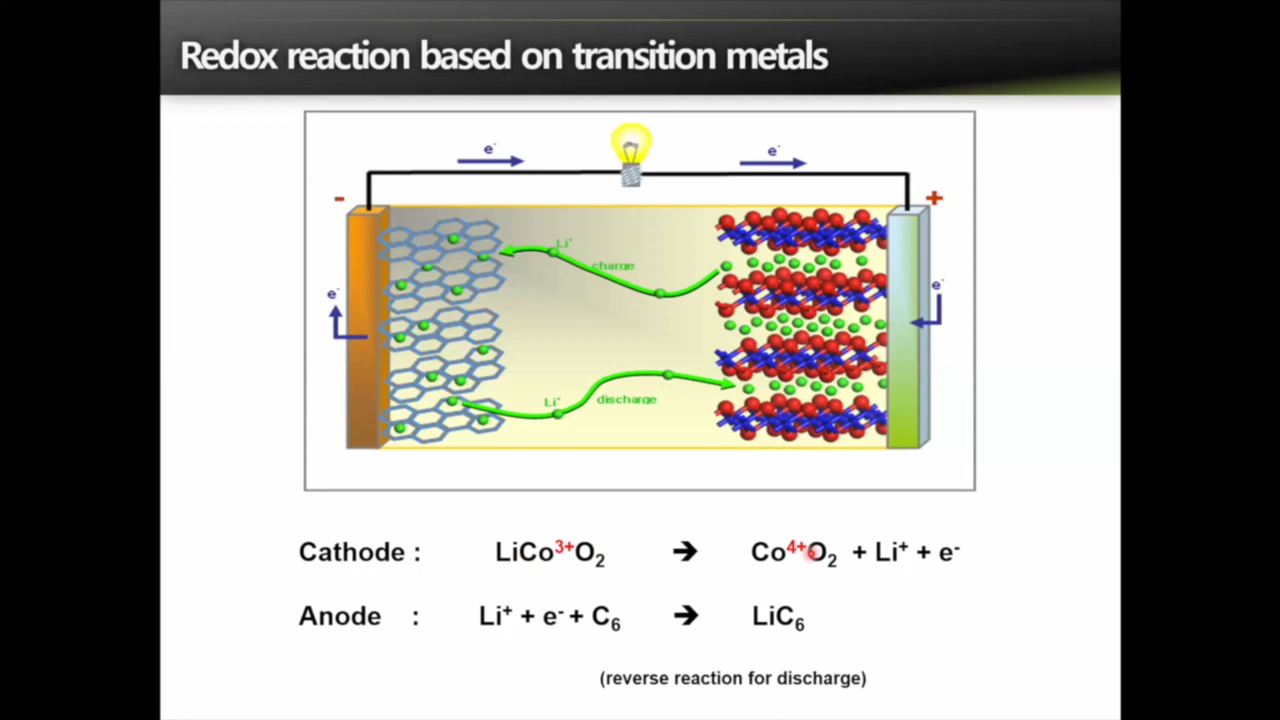 Redox reaction based on transition metals
e⁻ e⁻
- +
Li⁺
charge
e⁻ e⁻
Li⁺ discharge
Cathode : LiCo³⁺O₂ ➔ Co⁴⁺O₂ + Li⁺ + e⁻
Anode : Li⁺ + e⁻ + C₆ ➔ LiC₆
(reverse reaction for discharge)